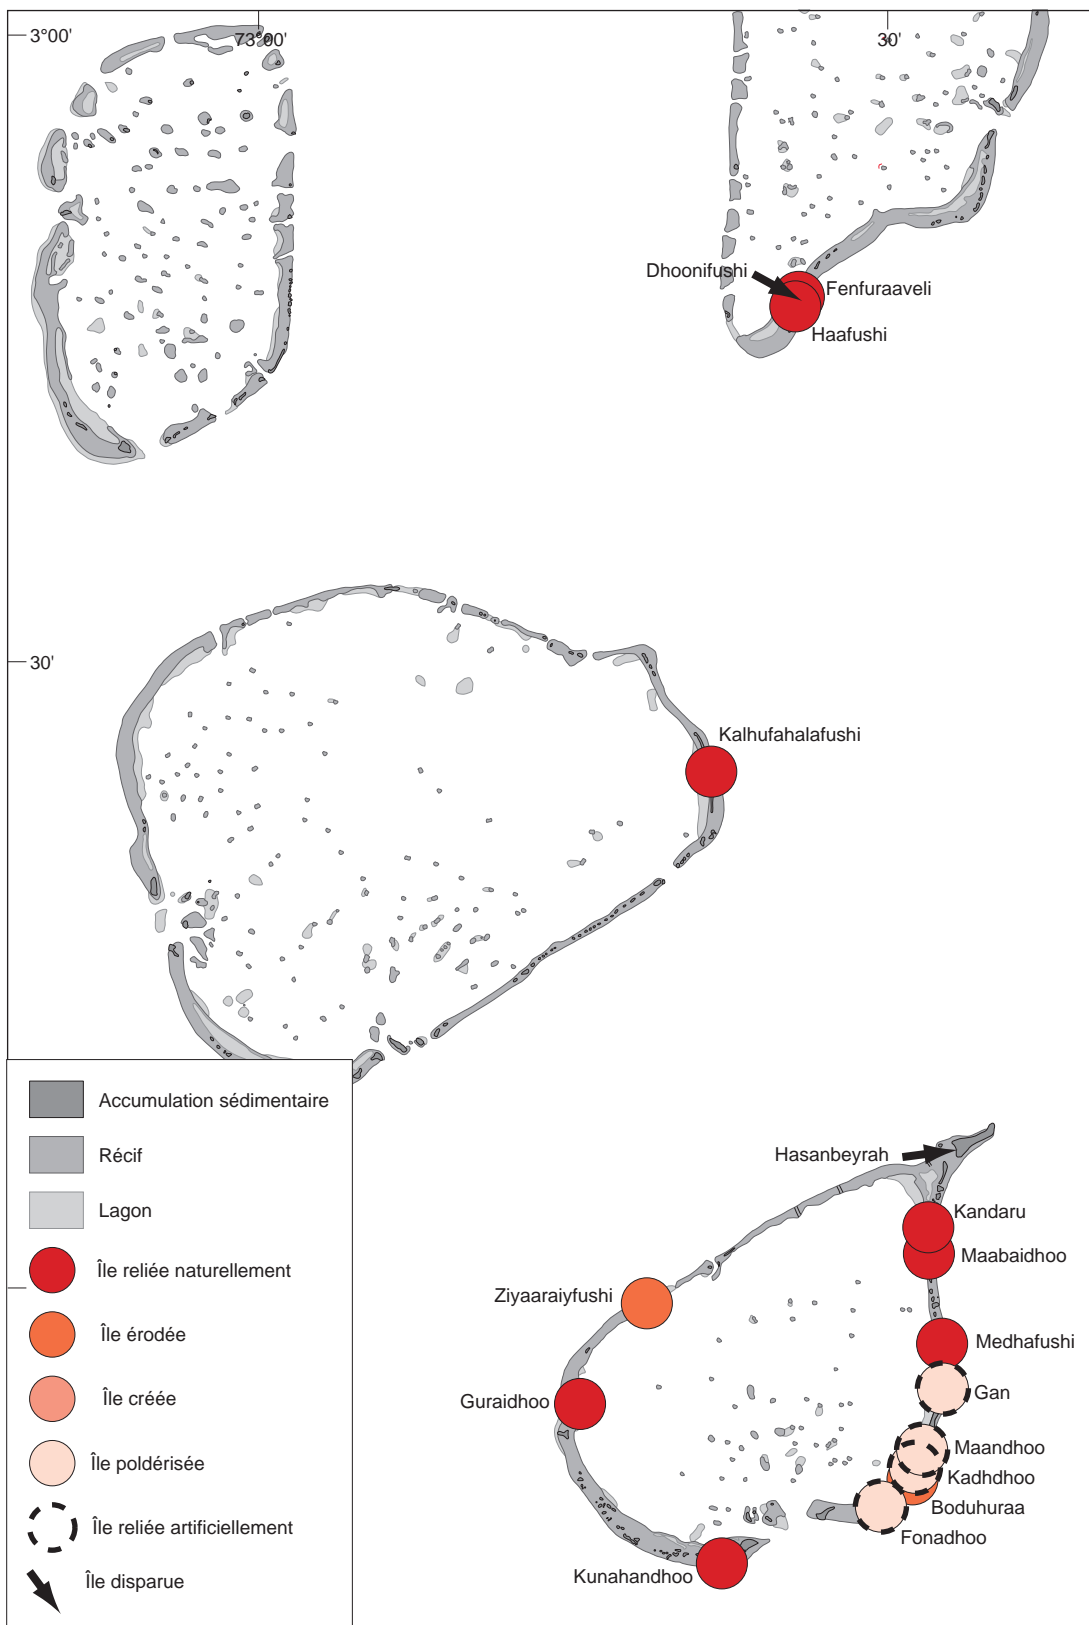 3°00'
73°00'
30'
Dhoonifushi
Fenfuraaveli
Haafushi
30'
Kalhufahalafushi
Accumulation sédimentaire
Récif
Lagon
Île reliée naturellement
Île érodée
Île créée
Île poldérisée
Île reliée artificiellement
Île disparue
Hasanbeyrah
Kandaru
Maabaidhoo
Ziyaaraiyfushi
Medhafushi
Gan
Guraidhoo
Maandhoo
Kadhdhoo
Boduhuraa
Fonadhoo
Kunahandhoo